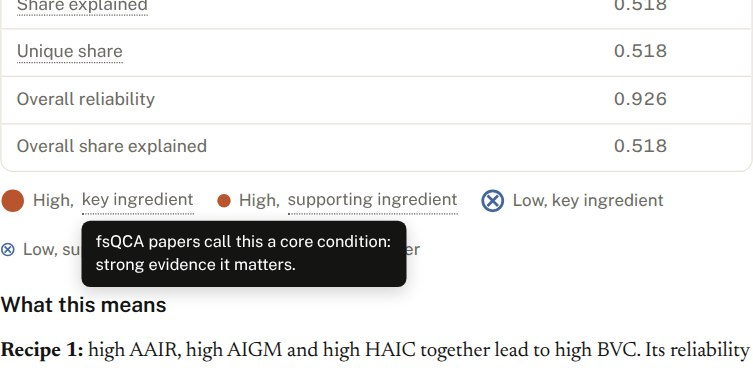 Share explained 0.518
Unique share 0.518
Overall reliability 0.926
Overall share explained 0.518
High, key ingredient High, supporting ingredient Low, key ingredient
fsQCA papers call this a core condition:
strong evidence it matters.
Low, su er
What this means
Recipe 1: high AAIR, high AIGM and high HAIC together lead to high BVC. Its reliability